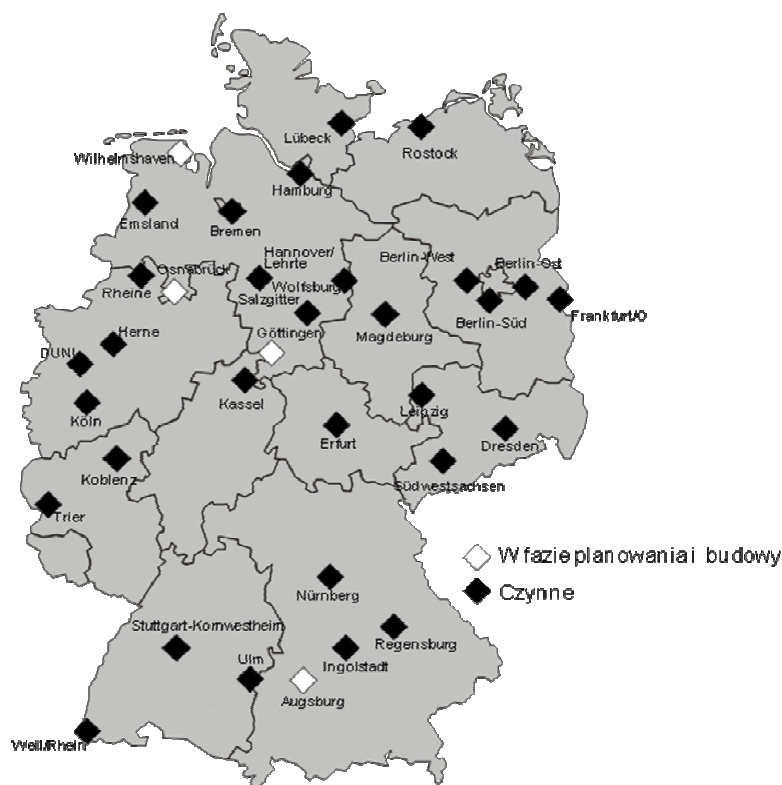 Lübeck
Rostock
Wilhelmshaven
Hamburg
Emsland
Bremen
Hannover/
Lehrte
Berlin-West
Berlin-Ost
Osnabrück
Rheine
Wolfsburg
Salzgitter
Berlin-Süd
Frankfurt/O
Magdeburg
Herne
Göttingen
DUNI
Kassel
Köln
Leipzig
Erfurt
Dresden
Koblenz
Südwestsachsen
Trier
W fazie planowania i budowy
Czynne
Nürnberg
Stuttgart-Kornwestheim
Regensburg
Ulm
Ingolstadt
Augsburg
Weil/Rhein